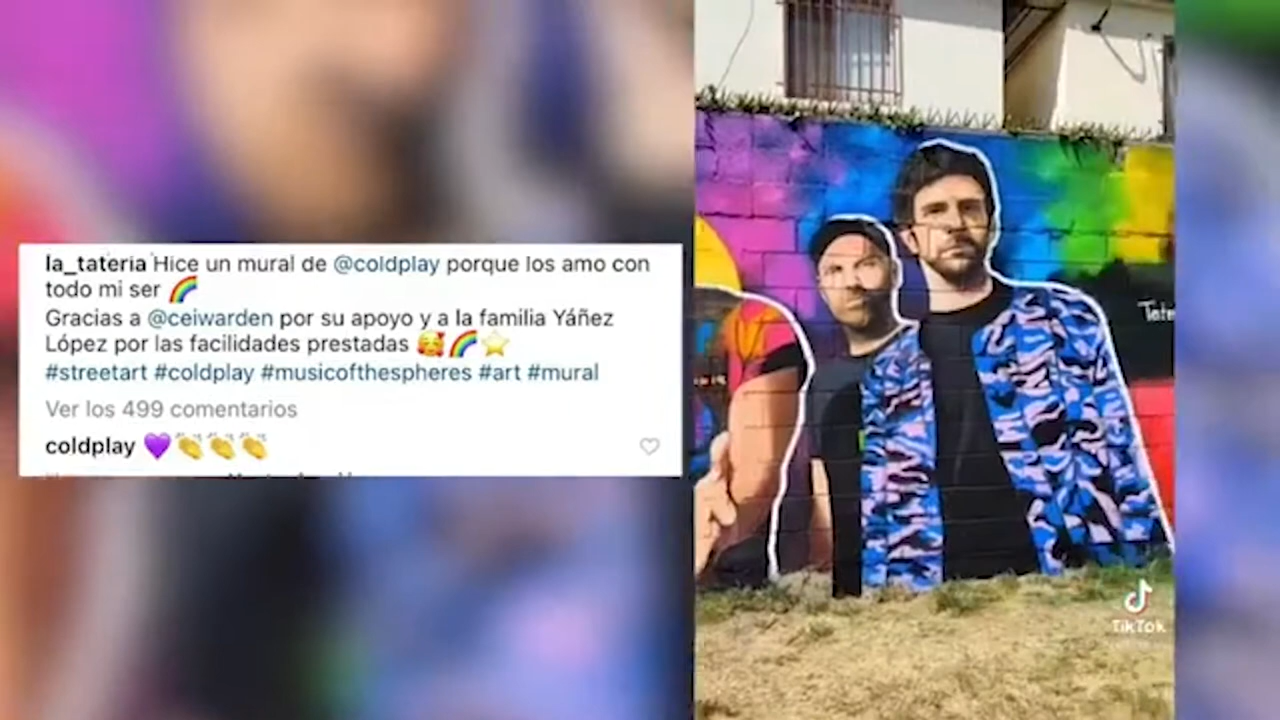 la_tateria Hice un mural de @coldplay porque los amo con
todo mi ser 🌈
Gracias a @ceiwarden por su apoyo y a la familia Yáñez
López por las facilidades prestadas 🥰🌈⭐
#streetart #coldplay #musicofthespheres #art #mural
Ver los 499 comentarios
coldplay 💜👏👏👏
TikTok